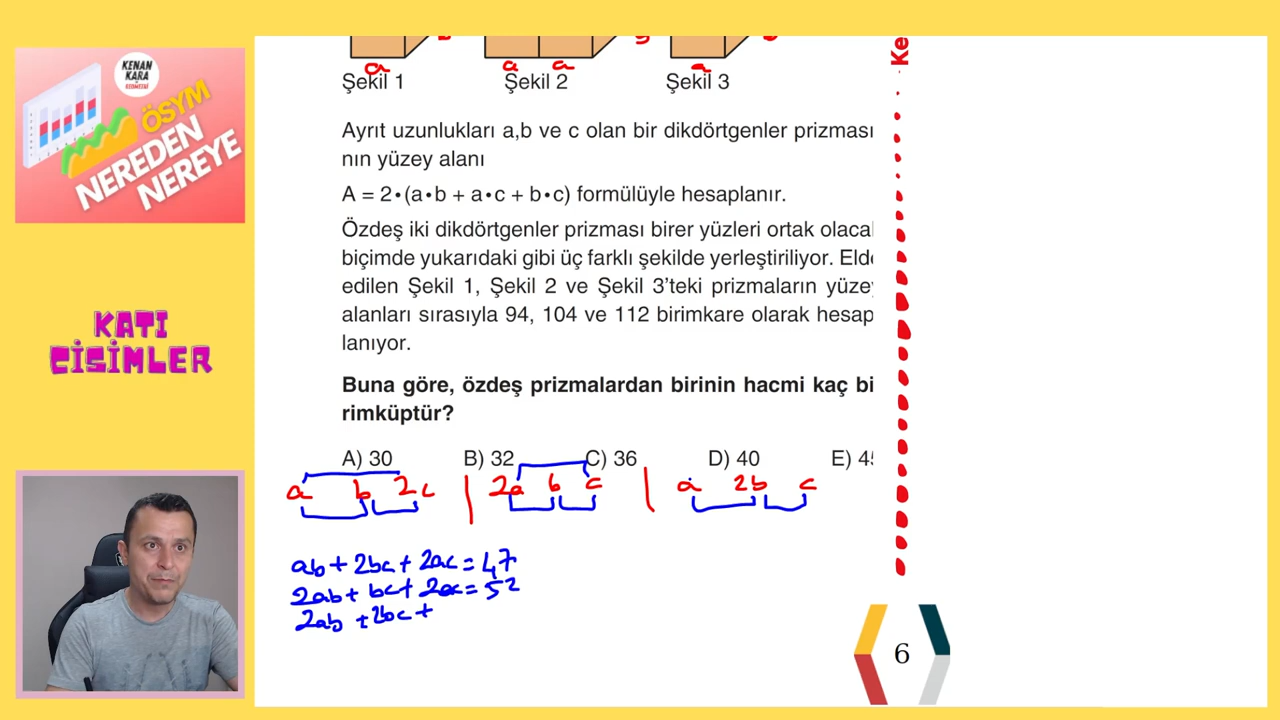 KENAN
KARA
ÖSYM
NEREDEN
NEREYE
KATI
CİSİMLER
a
a a
a
Ke
Şekil 1 Şekil 2 Şekil 3
Ayrıt uzunlukları a,b ve c olan bir dikdörtgenler prizması
nın yüzey alanı
A = 2•(a•b + a•c + b•c) formülüyle hesaplanır.
Özdeş iki dikdörtgenler prizması birer yüzleri ortak olaca
biçimde yukarıdaki gibi üç farklı şekilde yerleştiriliyor. Eld
edilen Şekil 1, Şekil 2 ve Şekil 3’teki prizmaların yüze
alanları sırasıyla 94, 104 ve 112 birimkare olarak hesap
lanıyor.
Buna göre, özdeş prizmalardan birinin hacmi kaç bi
rimküptür?
A) 30 B) 32 C) 36 D) 40 E) 45
a b 2c | 2a b c | a 2b c
ab + 2bc + 2ac = 47
2ab + bc + 2ac = 52
2ab + 2bc +
6